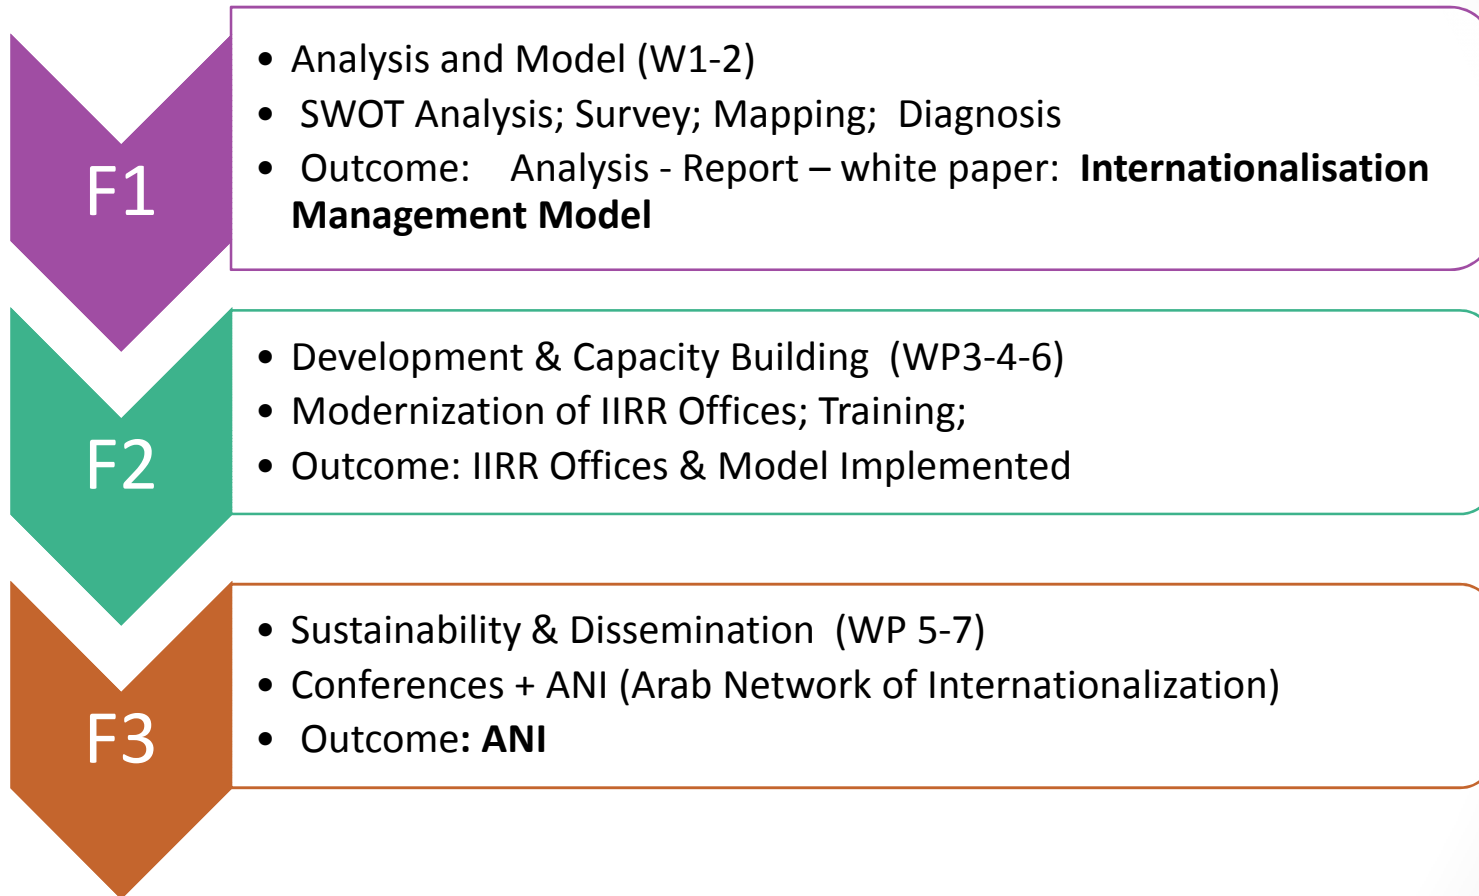 F1
• Analysis and Model (W1-2)
• SWOT Analysis; Survey; Mapping; Diagnosis
• Outcome: Analysis - Report – white paper: Internationalisation
Management Model
F2
• Development & Capacity Building (WP3-4-6)
• Modernization of IIRR Offices; Training;
• Outcome: IIRR Offices & Model Implemented
F3
• Sustainability & Dissemination (WP 5-7)
• Conferences + ANI (Arab Network of Internationalization)
• Outcome: ANI